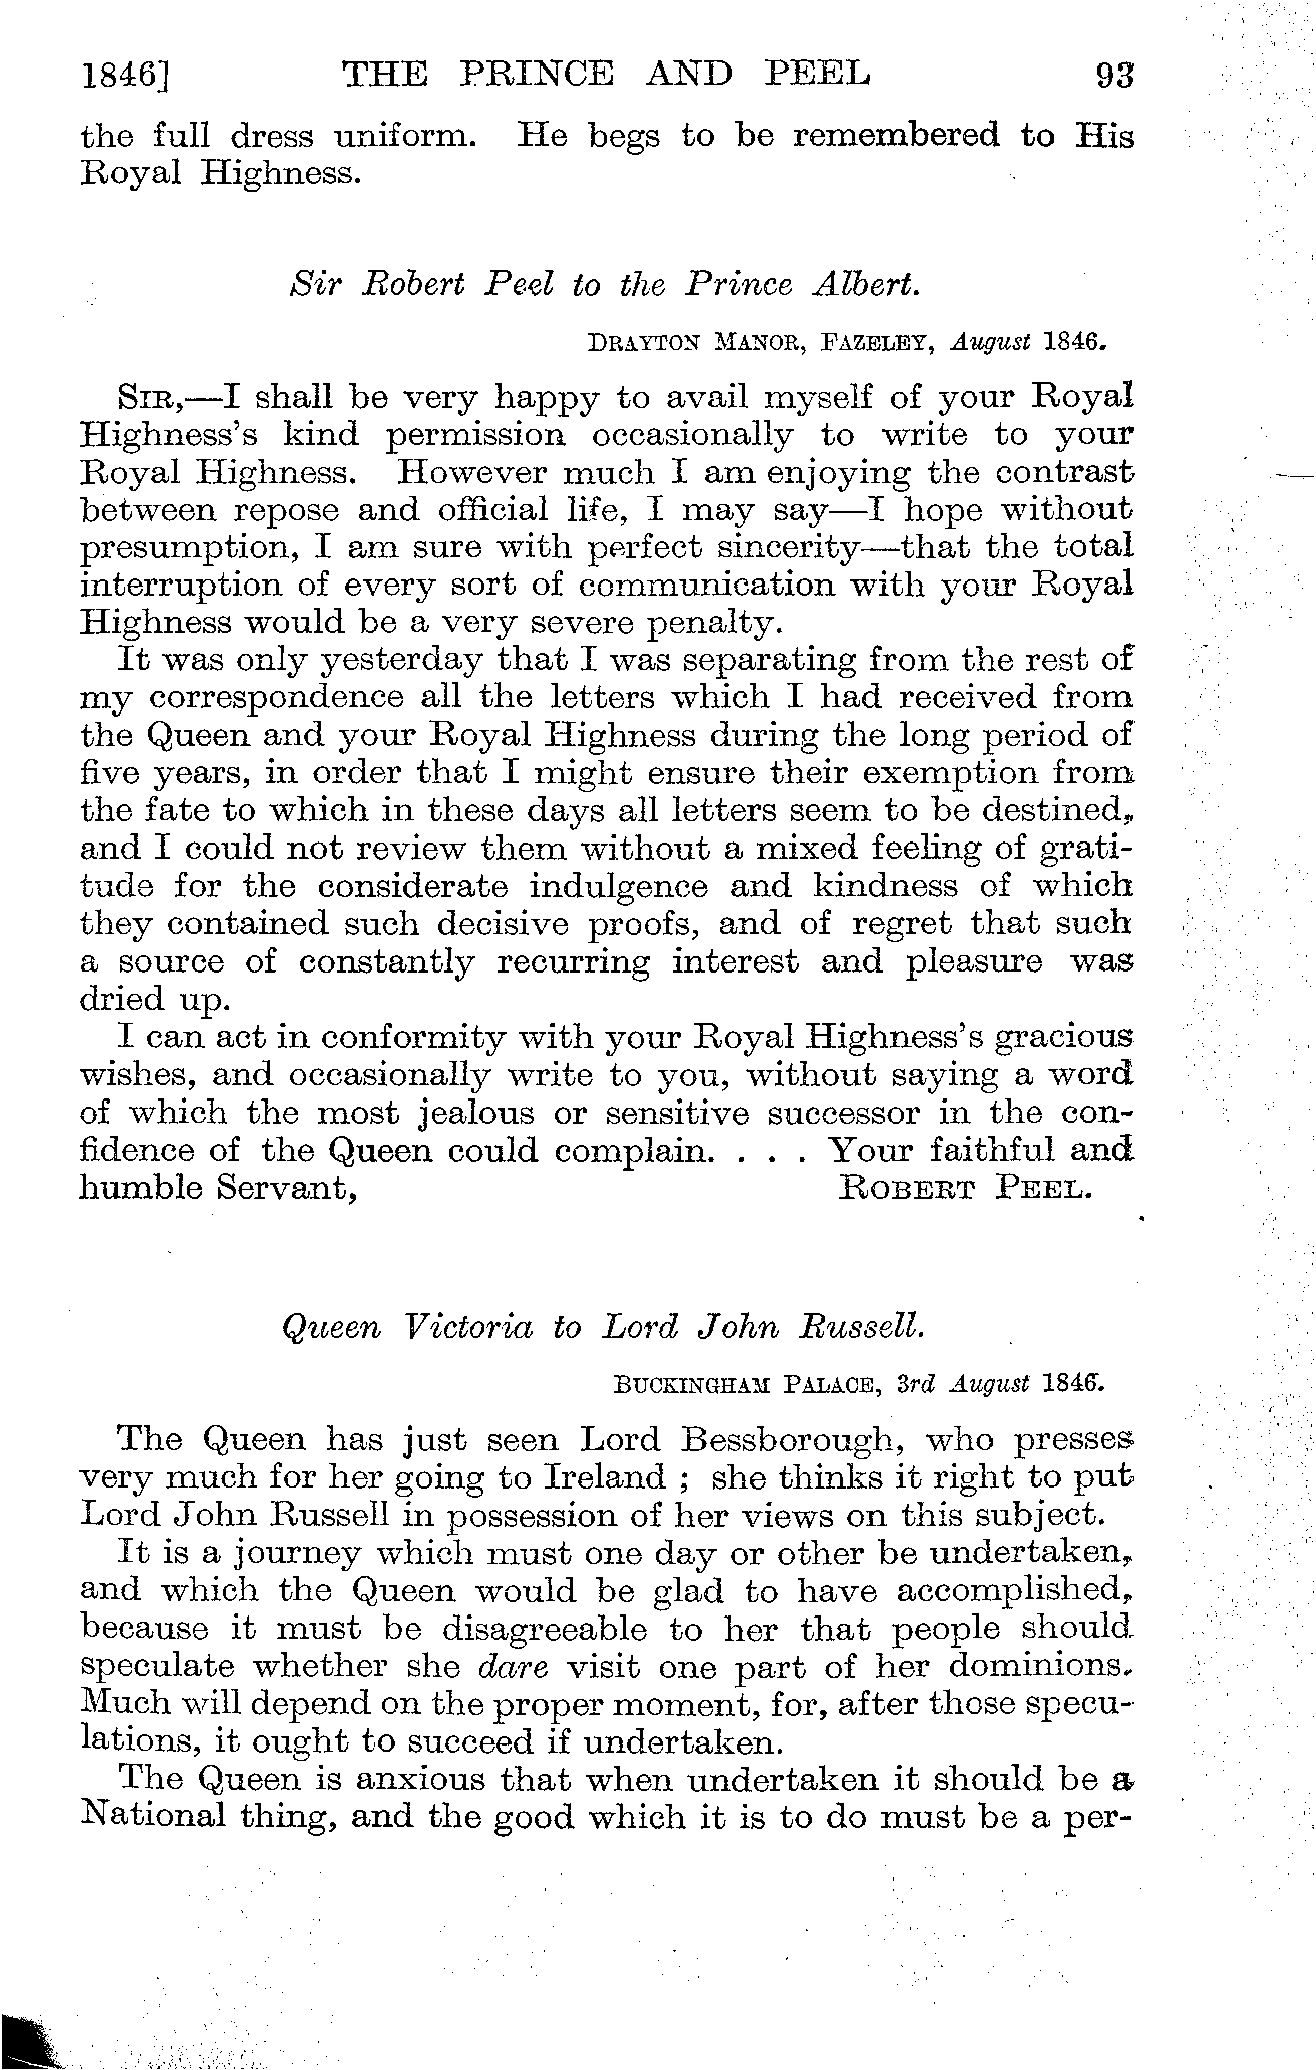 1846] THE PRINCE AND PEEL 93
the full dress uniform. He begs to be remembered to His
Royal Highness.
Sir Robert Peel to the Prince Albert.
DRAYTON MANOR, FAZELEY, August 1846.
SIR,—I shall be very happy to avail myself of your Royal
Highness's kind permission occasionally to write to your
Royal Highness. However much I am enjoying the contrast
between repose and official life, I may say—I hope without
presumption, I am sure with perfect sincerity—that the total
interruption of every sort of communication with your Royal
Highness would be a very severe penalty.
It was only yesterday that I was separating from the rest of
my correspondence all the letters which I had received from
the Queen and your Royal Highness during the long period of
five years, in order that I might ensure their exemption from
the fate to which in these days all letters seem to be destined,
and I could not review them without a mixed feeling of grati-
tude for the considerate indulgence and kindness of which
they contained such decisive proofs, and of regret that such
a source of constantly recurring interest and pleasure was
dried up.
I can act in conformity with your Royal Highness's gracious
wishes, and occasionally write to you, without saying a word
of which the most jealous or sensitive successor in the con-
fidence of the Queen could complain. . . . Your faithful and
humble Servant, ROBERT PEEL.
Queen Victoria to Lord John Russell.
BUCKINGHAM PALACE, 3rd August 1846.
The Queen has just seen Lord Bessborough, who presses
very much for her going to Ireland ; she thinks it right to put
Lord John Russell in possession of her views on this subject.
It is a journey which must one day or other be undertaken,
and which the Queen would be glad to have accomplished,
because it must be disagreeable to her that people should
speculate whether she dare visit one part of her dominions.
Much will depend on the proper moment, for, after those specu-
lations, it ought to succeed if undertaken.
The Queen is anxious that when undertaken it should be a
National thing, and the good which it is to do must be a per-